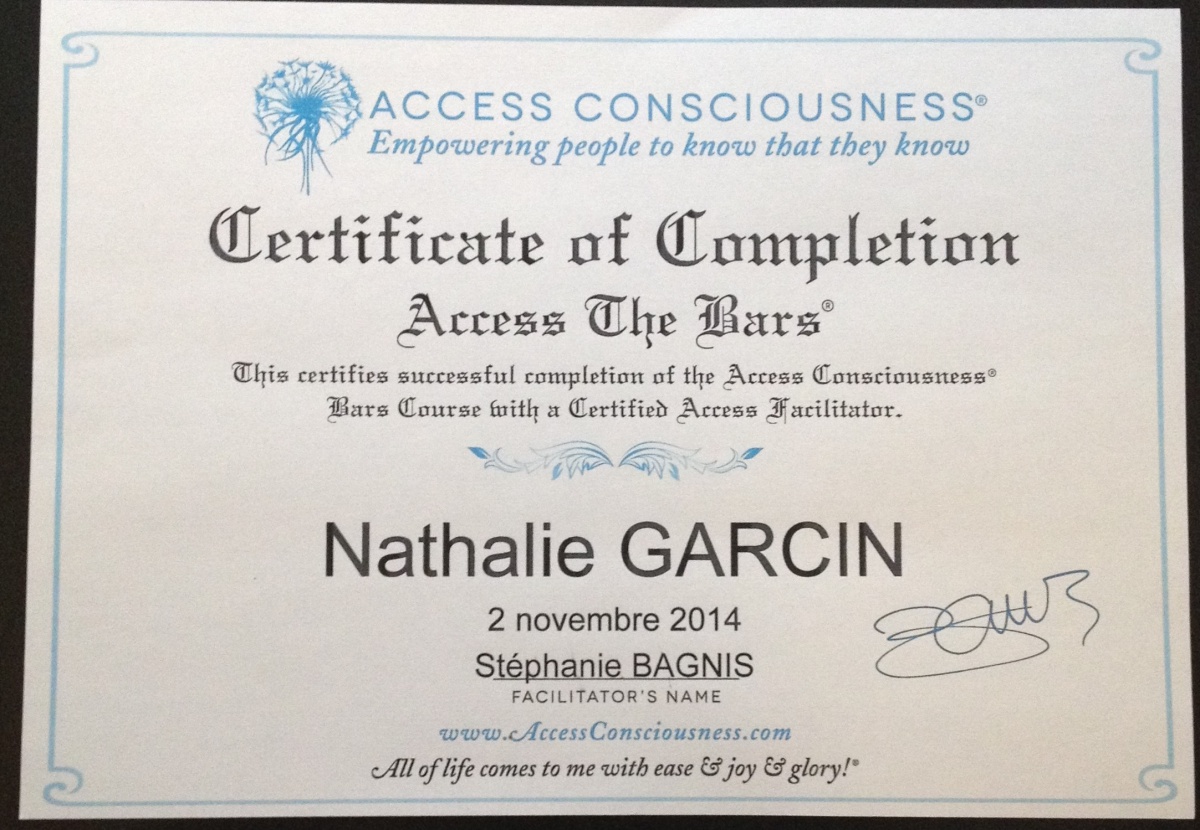 ACCESS CONSCIOUSNESS®
Empowering people to know that they know
Certificate of Completion
Access The Bars®
This certifies successful completion of the Access Consciousness®
Bars Course with a Certified Access Facilitator.
Nathalie GARCIN
2 novembre 2014
Stéphanie BAGNIS
FACILITATOR'S NAME
www.AccessConsciousness.com
All of life comes to me with ease & joy & glory!®